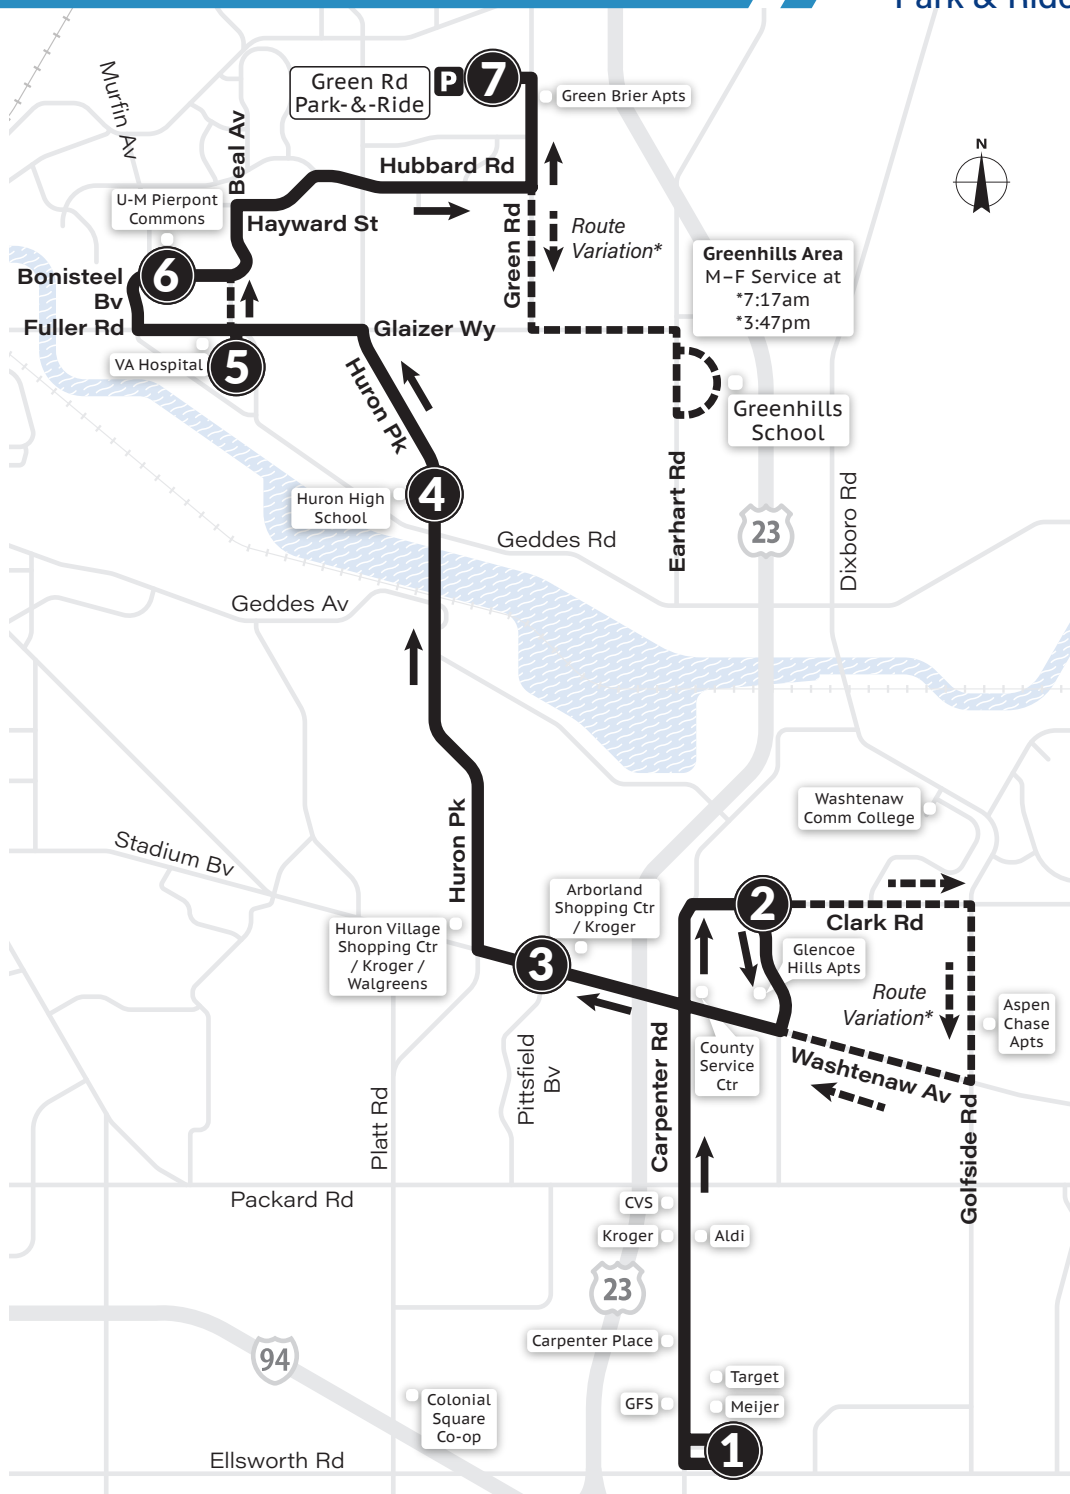 Park & Ride
Green Rd
Park-&-Ride
P
7
Green Brier Apts
Murfin Av
Beal Av
Hubbard Rd
N
U-M Pierpont
Commons
Hayward St
Green Rd
Route
Variation*
Greenhills Area
M–F Service at
*7:17am
*3:47pm
Bonisteel
Bv
6
Fuller Rd
Glaizer Wy
VA Hospital
5
Huron Pk
Greenhills
School
4
Huron High
School
Earhart Rd
23
Dixboro Rd
Geddes Rd
Geddes Av
Washtenaw
Comm College
Huron Pk
Stadium Bv
Arborland
Shopping Ctr
/ Kroger
2
Clark Rd
Huron Village
Shopping Ctr
/ Kroger /
Walgreens
3
Glencoe
Hills Apts
Route
Variation*
Aspen
Chase
Apts
County
Service
Ctr
Washtenaw Av
Pittsfield
Bv
Carpenter Rd
Platt Rd
Golfside Rd
Packard Rd
CVS
Kroger
Aldi
23
Carpenter Place
94
Target
GFS
Meijer
Colonial
Square
Co-op
1
Ellsworth Rd